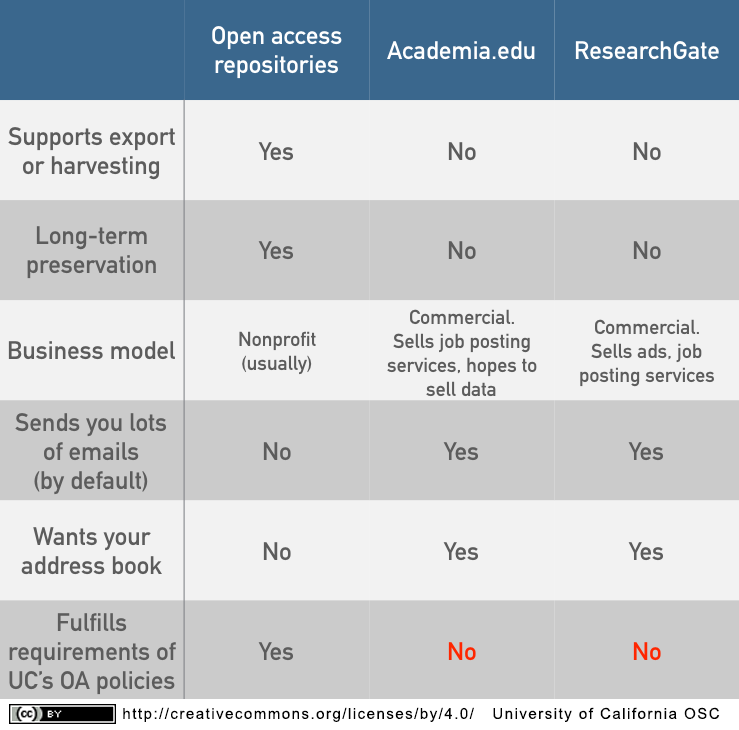 Open access
repositories
Academia.edu
ResearchGate
Supports export
or harvesting
Yes
No
No
Long-term
preservation
Yes
No
No
Business model
Nonprofit
(usually)
Commercial.
Sells job posting
services, hopes to
sell data
Commercial.
Sells ads, job
posting services
Sends you lots
of emails
(by default)
No
Yes
Yes
Wants your
address book
No
Yes
Yes
Fulfills
requirements of
UC’s OA policies
Yes
No
No
(cc) BY http://creativecommons.org/licenses/by/4.0/ University of California OSC